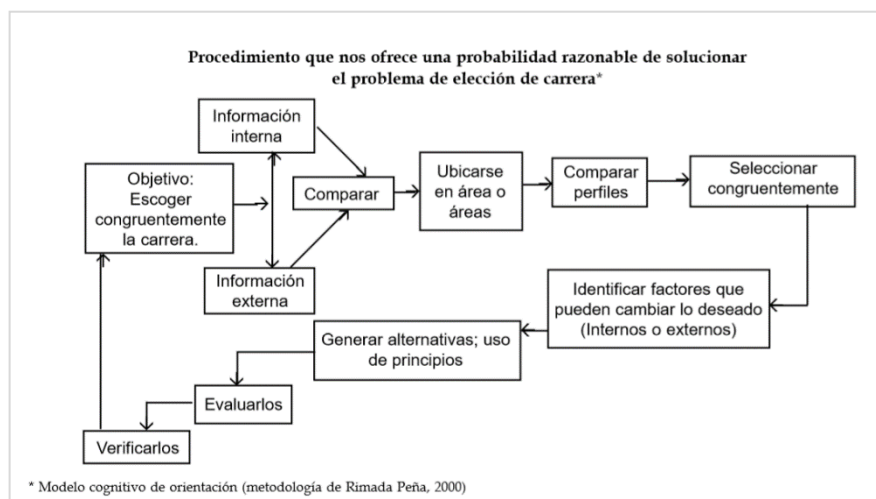 Procedimiento que nos ofrece una probabilidad razonable de solucionar
el problema de elección de carrera*
Información
interna
Objetivo:
Escoger
congruentemente
la carrera.
Comparar
Ubicarse
en área o
áreas
Comparar
perfiles
Seleccionar
congruentemente
Información
externa
Identificar factores que
pueden cambiar lo deseado
(Internos o externos)
Generar alternativas; uso
de principios
Evaluarlos
Verificarlos
* Modelo cognitivo de orientación (metodología de Rimada Peña, 2000)